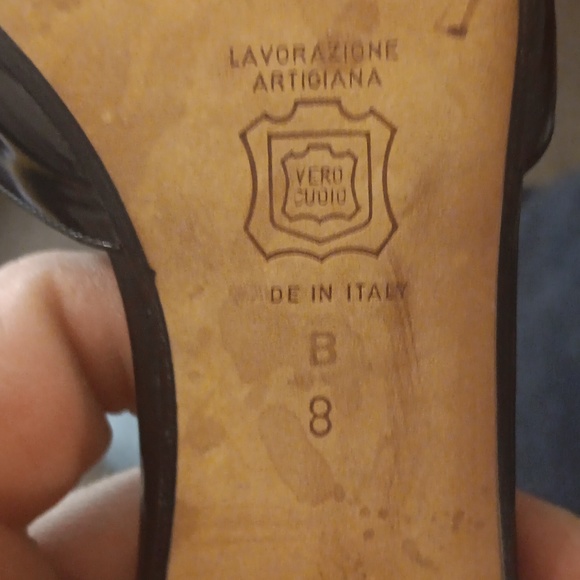 LAVORAZIONE
ARTIGIANA
VERO
CUOIO
MADE IN ITALY
B
8